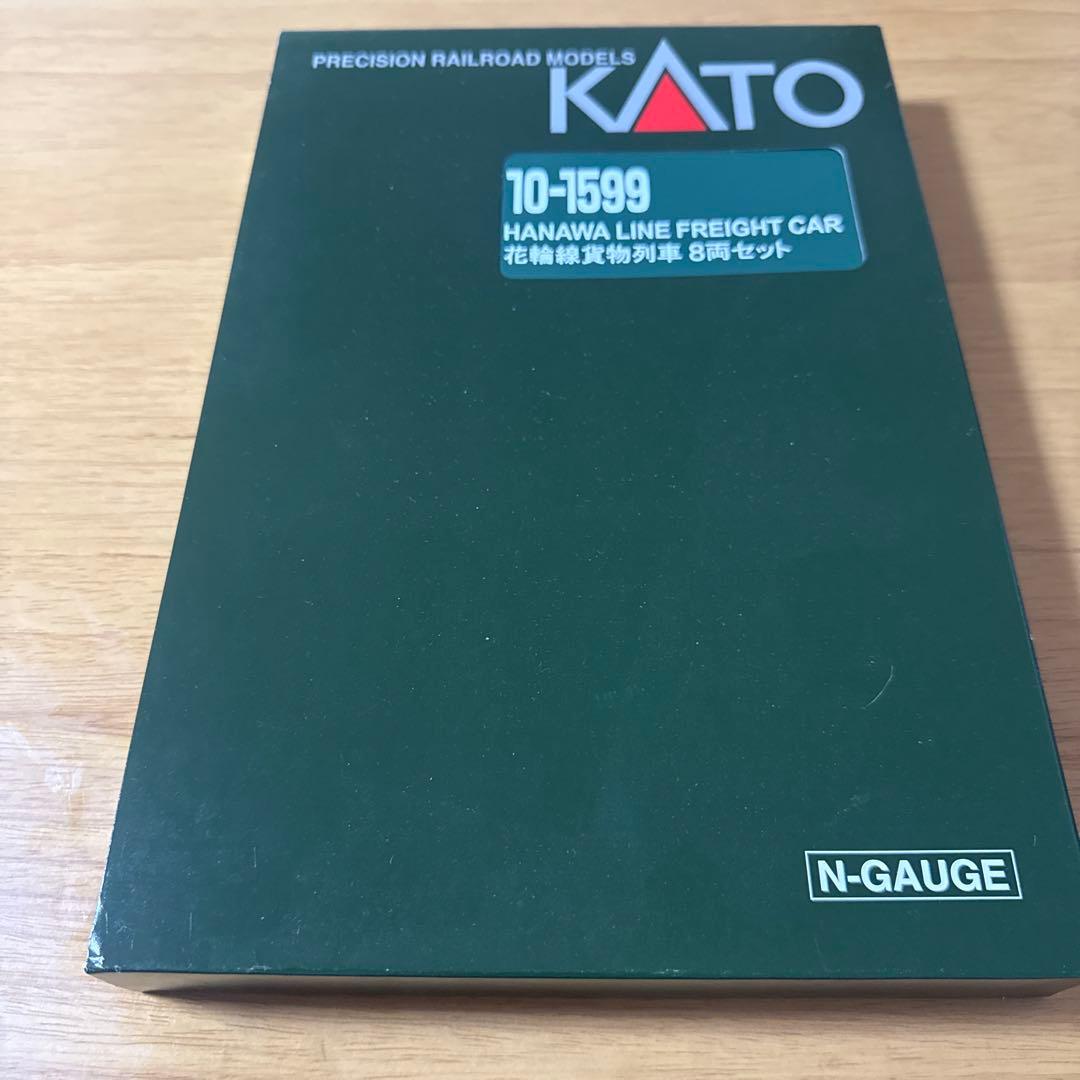 PRECISION RAILROAD MODELS
KATO
10-1599
HANAWA LINE FREIGHT CAR
花輪線貨物列車 8両セット
N-GAUGE